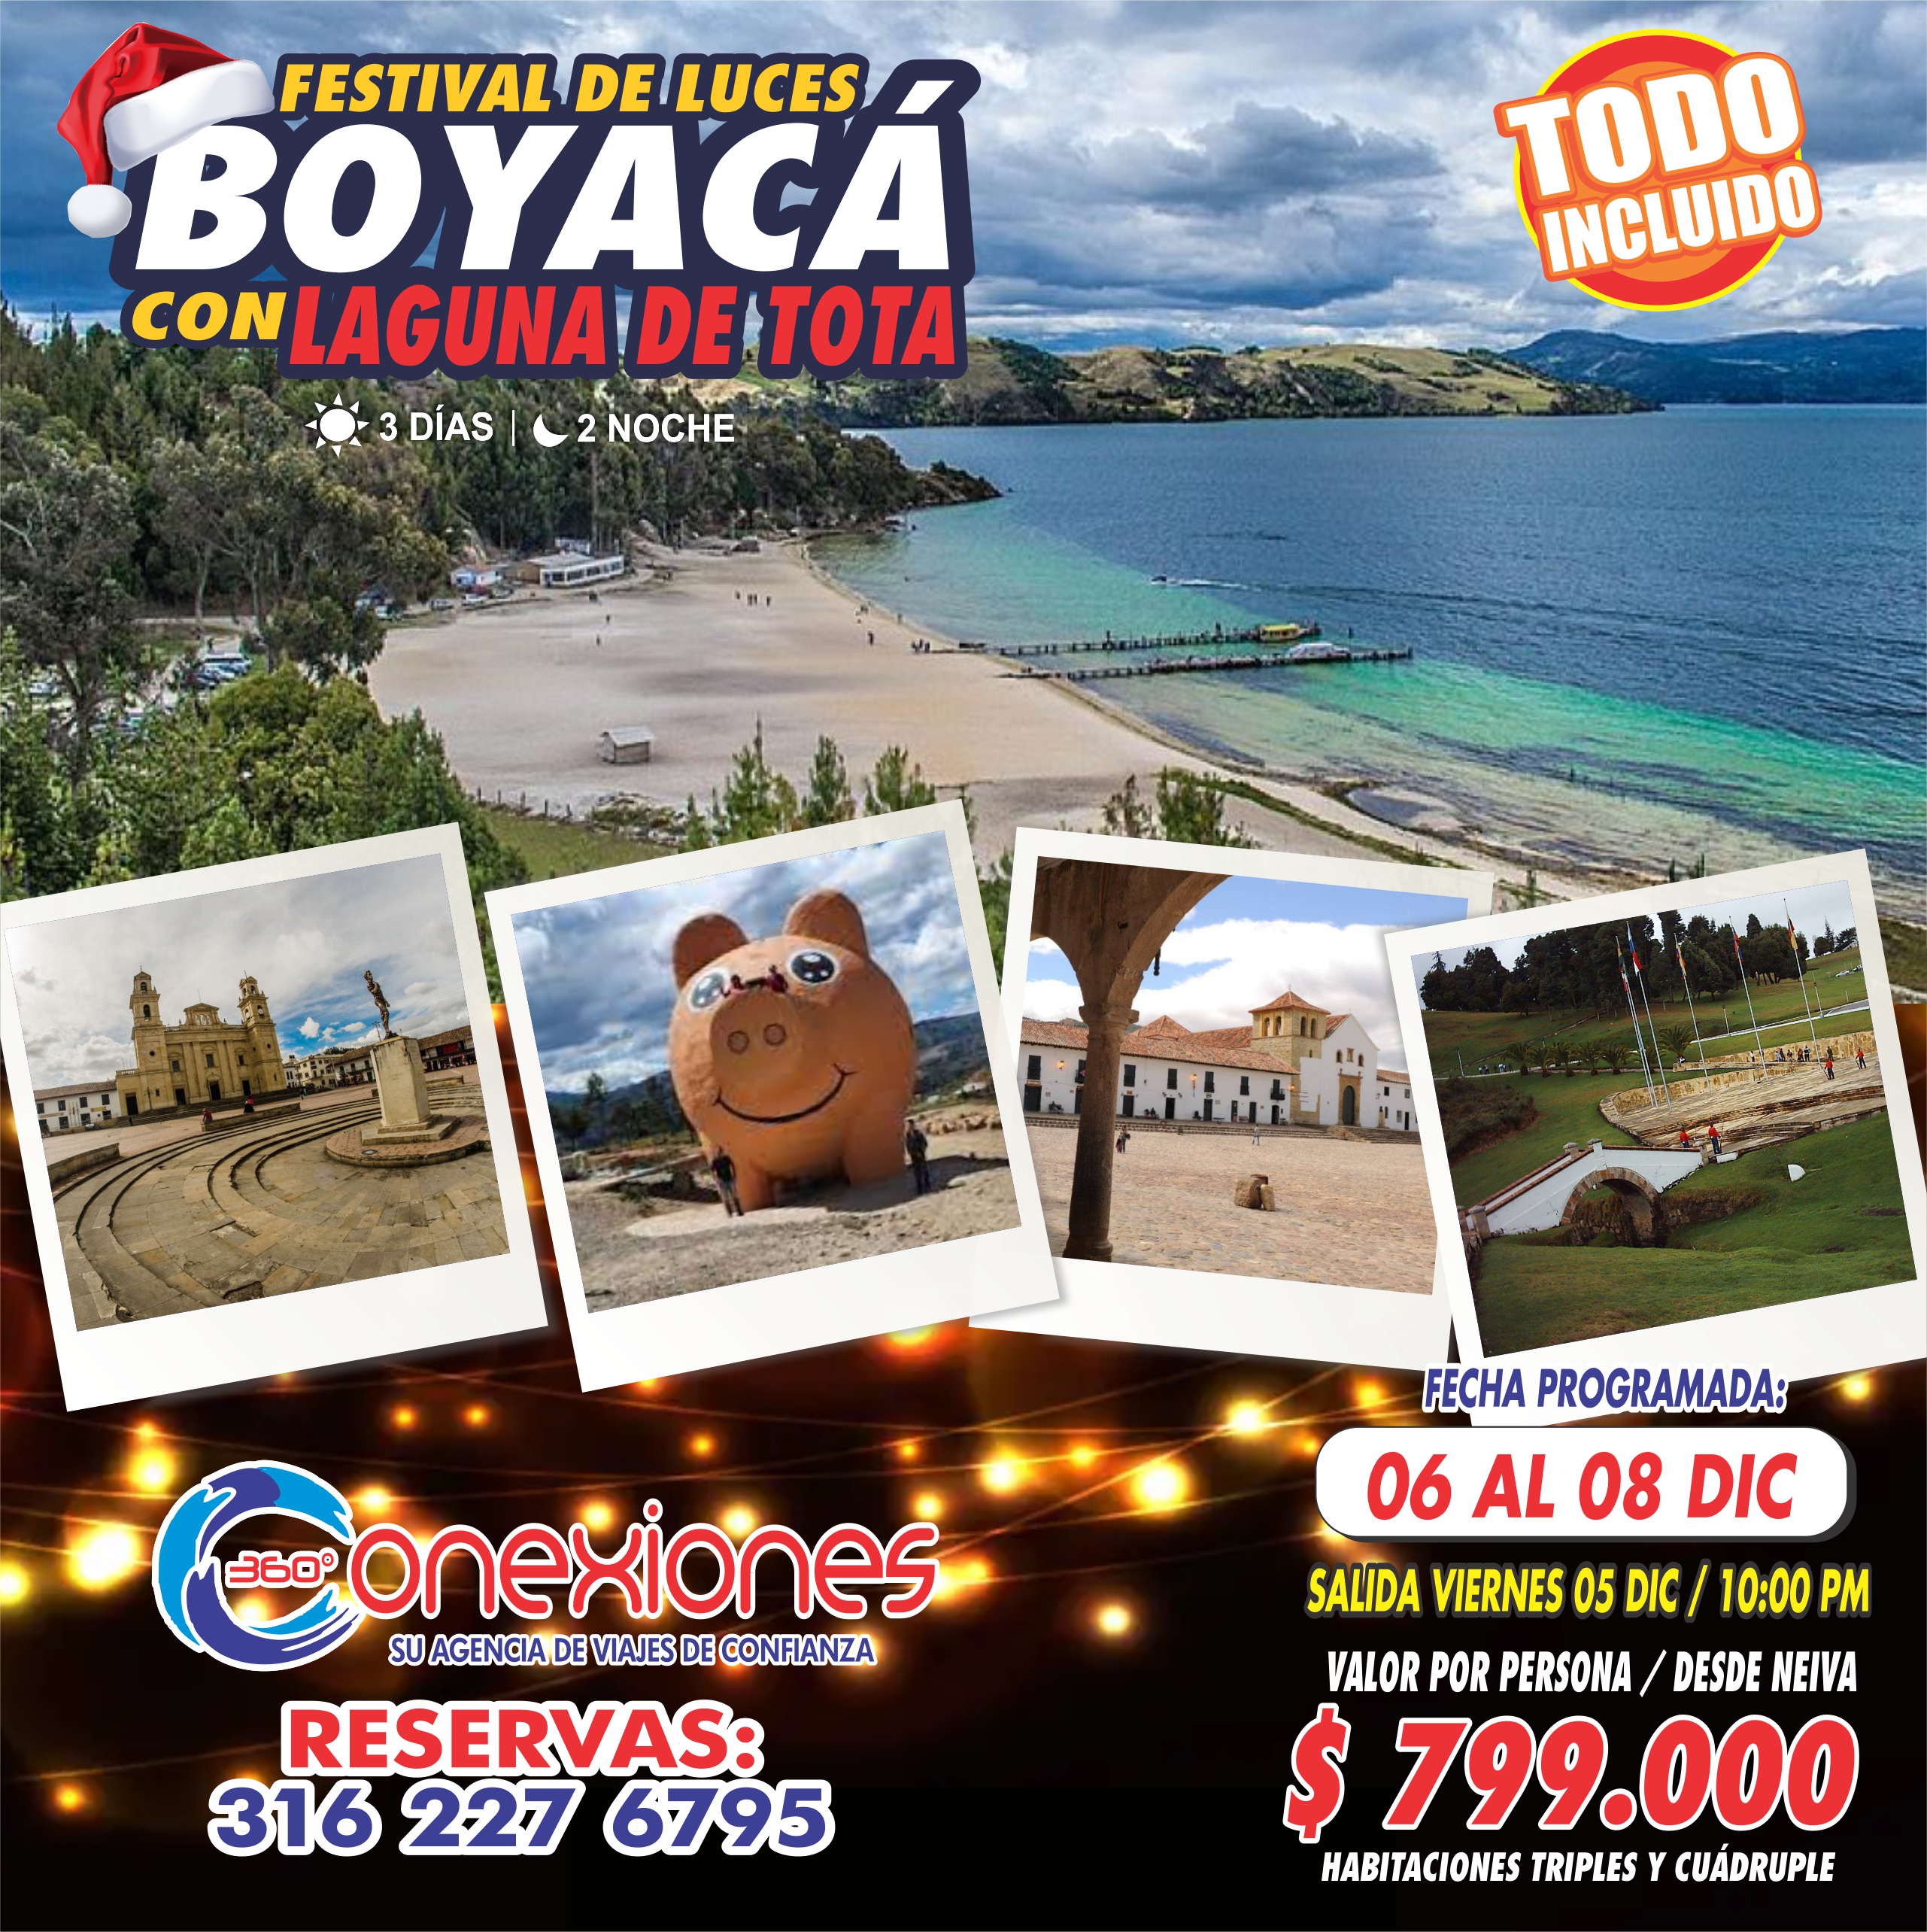 FESTIVAL DE LUCES
BOYACÁ
CON LAGUNA DE TOTA
3 DÍAS | 2 NOCHE
TODO
INCLUIDO
FECHA PROGRAMADA:
06 AL 08 DIC
SALIDA VIERNES 05 DIC / 10:00 PM
VALOR POR PERSONA / DESDE NEIVA
$ 799.000
HABITACIONES TRIPLES Y CUÁDRUPLE
Conexiones
360°
SU AGENCIA DE VIAJES DE CONFIANZA
RESERVAS:
316 227 6795